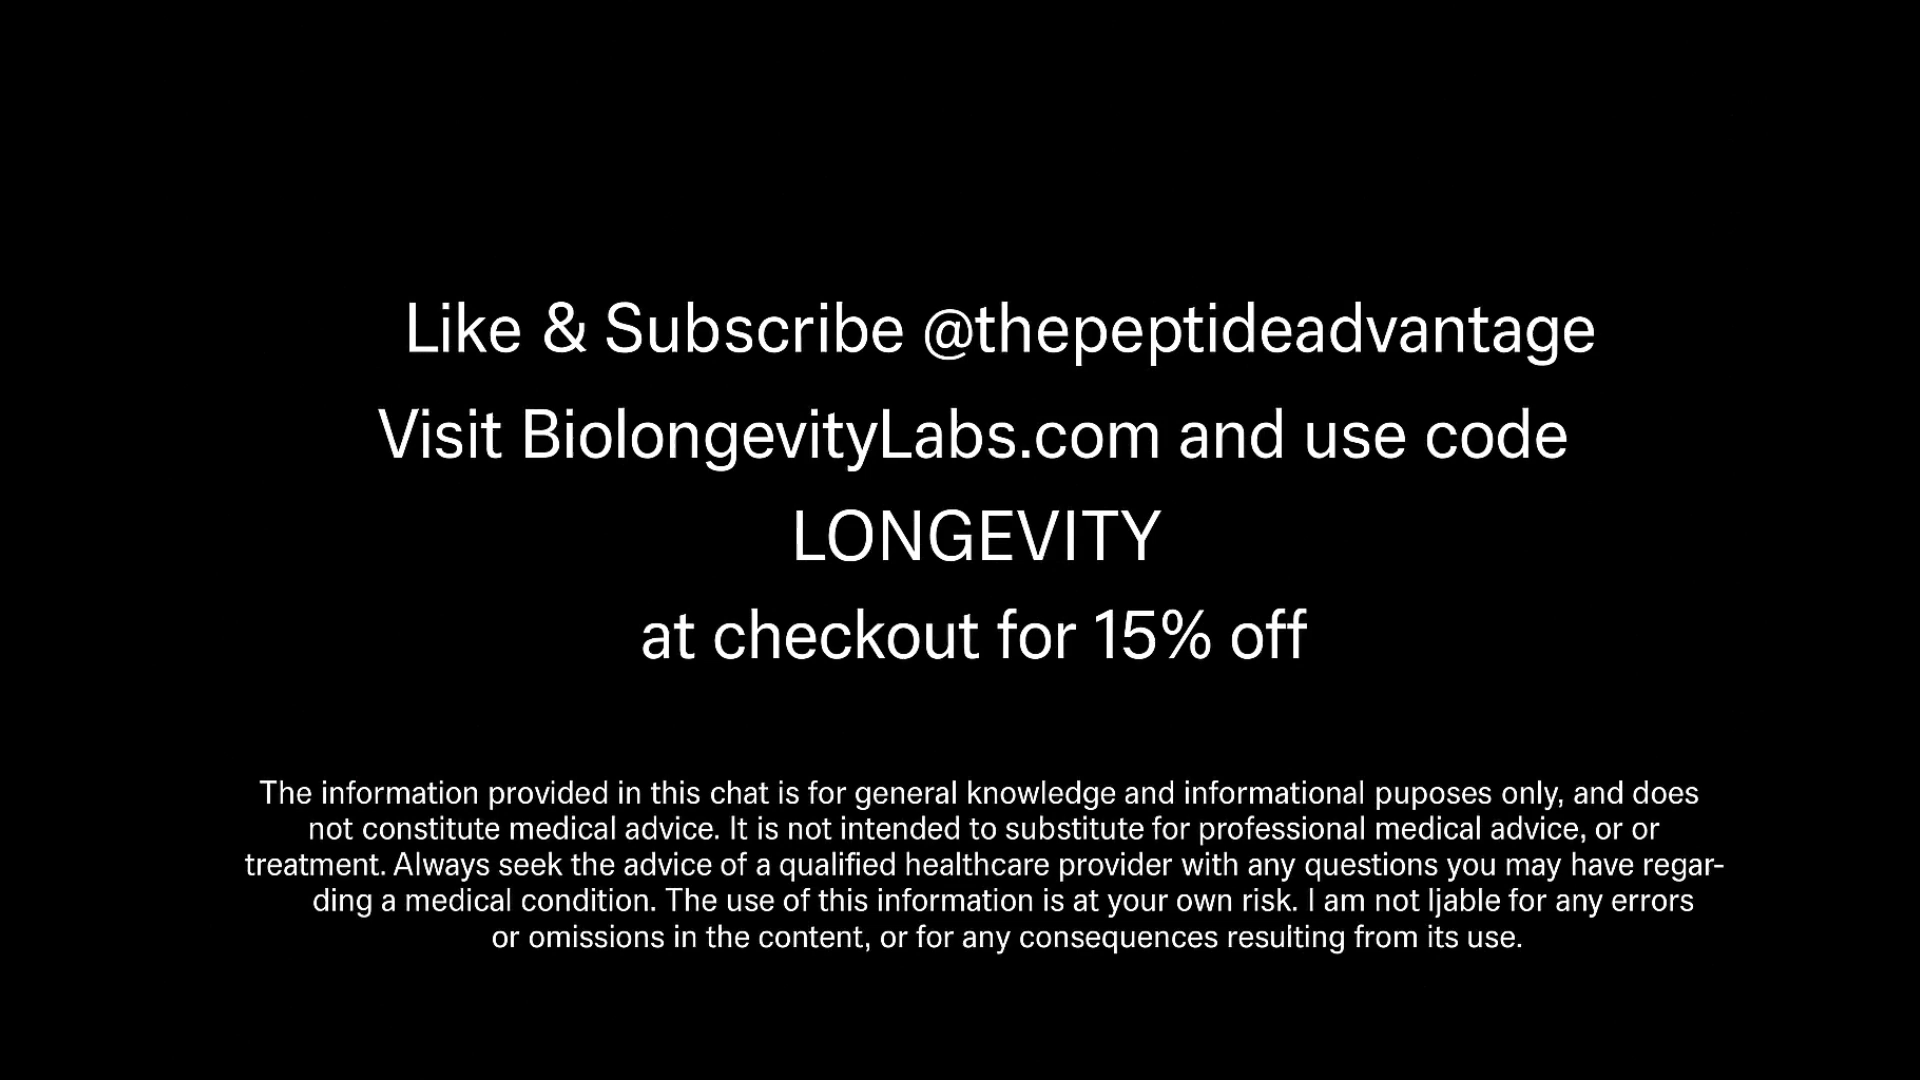 Like & Subscribe @thepeptideadvantage
Visit BiolongevityLabs.com and use code
LONGEVITY
at checkout for 15% off
The information provided in this chat is for general knowledge and informational puposes only, and does
not constitute medical advice. It is not intended to substitute for professional medical advice, or or
treatment. Always seek the advice of a qualified healthcare provider with any questions you may have regar-
ding a medical condition. The use of this information is at your own risk. I am not ljable for any errors
or omissions in the content, or for any consequences resulting from its use.